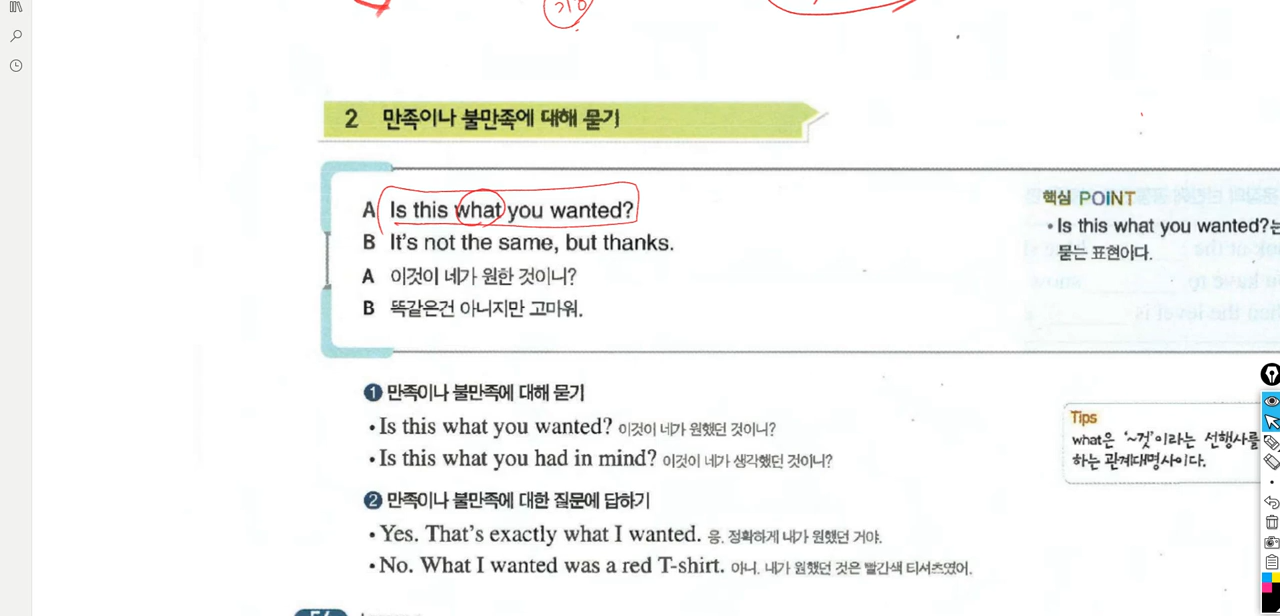 2 만족이나 불만족에 대해 묻기
A Is this what you wanted?
B It's not the same, but thanks.
A 이것이 네가 원한 것이니?
B 똑같은건 아니지만 고마워.
핵심 POINT
• Is this what you wanted?는
묻는 표현이다.
1 만족이나 불만족에 대해 묻기
• Is this what you wanted? 이것이 네가 원했던 것이니?
• Is this what you had in mind? 이것이 네가 생각했던 것이니?
Tips
what은 '~것'이라는 선행사를
하는 관계대명사이다.
2 만족이나 불만족에 대한 질문에 답하기
• Yes. That's exactly what I wanted. 응. 정확하게 내가 원했던 거야.
• No. What I wanted was a red T-shirt. 아니. 내가 원했던 것은 빨간색 티셔츠였어.